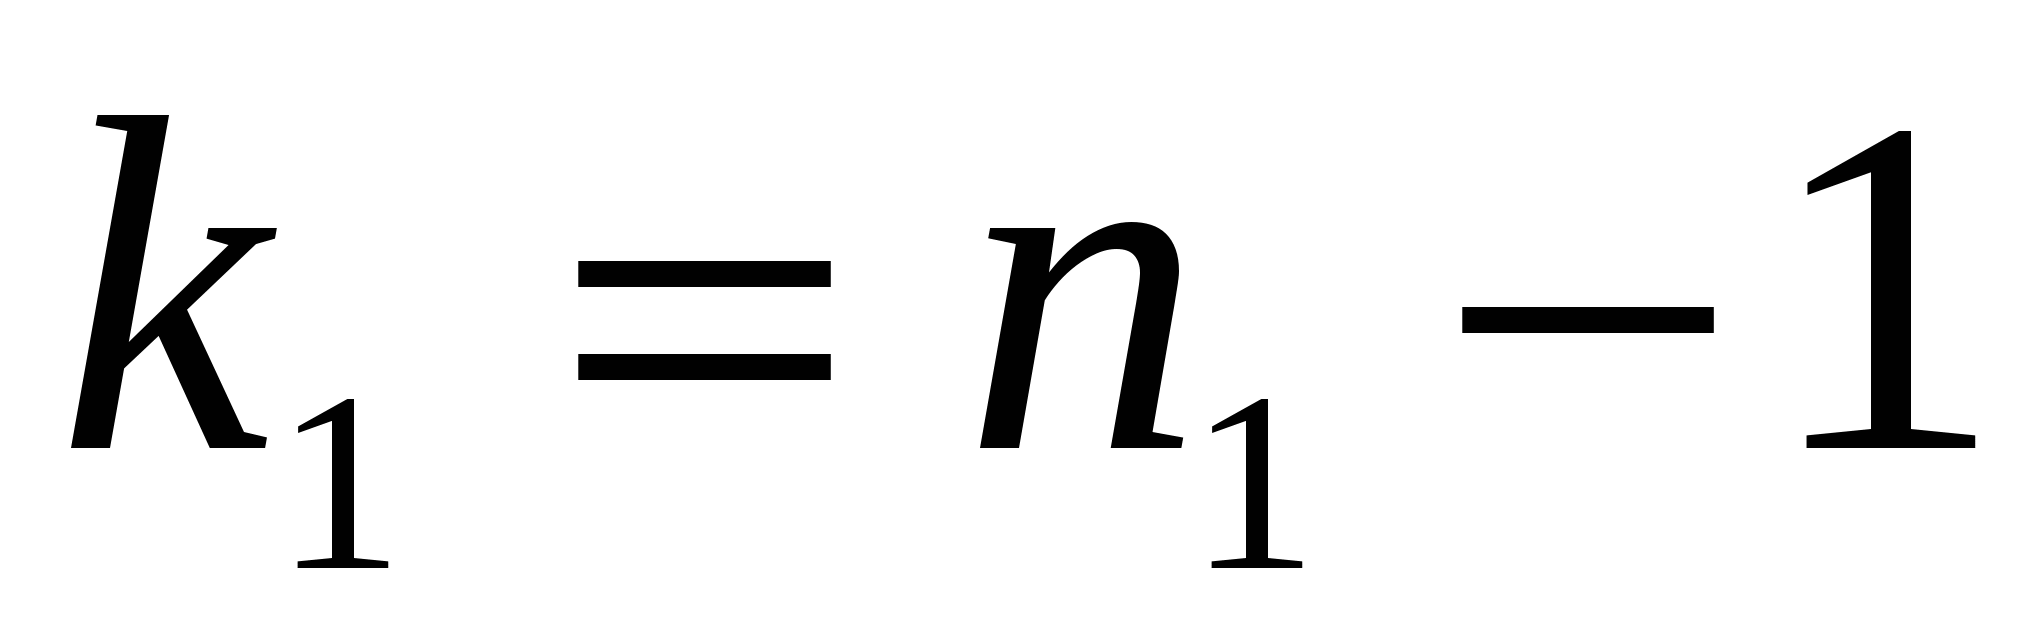 k₁ = n₁ − 1